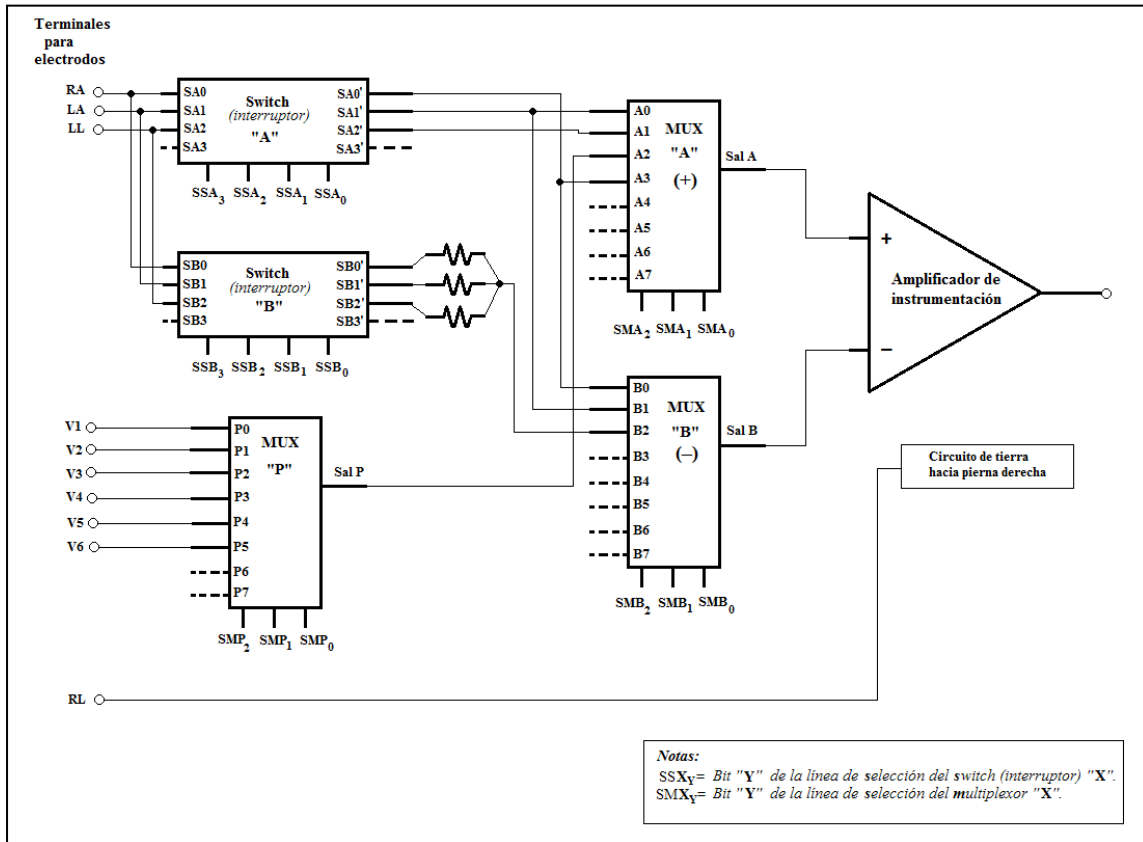 Terminales
para
electrodos
RA
LA
LL
SA0
SA1
SA2
SA3
Switch
(interruptor)
"A"
SA0'
SA1'
SA2'
SA3'
SSA3 SSA2 SSA1 SSA0
SB0
SB1
SB2
SB3
Switch
(interruptor)
"B"
SB0'
SB1'
SB2'
SB3'
SSB3 SSB2 SSB1 SSB0
A0
A1
A2
A3
A4
A5
A6
A7
MUX
"A"
(+)
Sal A
SMA2 SMA1 SMA0
+
Amplificador de
instrumentación
−
B0
B1
B2
B3
B4
B5
B6
B7
MUX
"B"
(−)
Sal B
SMB2 SMB1 SMB0
V1
V2
V3
V4
V5
V6
P0
P1
P2
P3
P4
P5
P6
P7
MUX
"P"
Sal P
SMP2 SMP1 SMP0
Circuito de tierra
hacia pierna derecha
RL
Notas:
SSXY= Bit "Y" de la línea de selección del switch (interruptor) "X".
SMXY= Bit "Y" de la línea de selección del multiplexor "X".